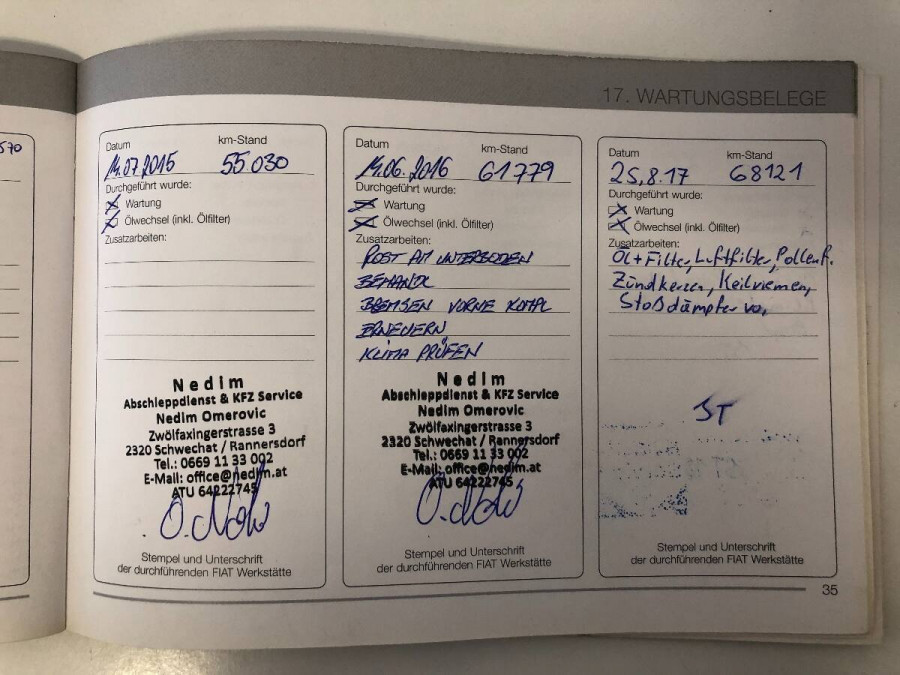 570
17. WARTUNGSBELEGE
Datum km-Stand
14.07.2015 55 030
Durchgeführt wurde:
Wartung
Ölwechsel (inkl. Ölfilter)
Zusatzarbeiten:
Nedim
Abschleppdienst & KFZ Service
Nedim Omerovic
Zwölfaxingerstrasse 3
2320 Schwechat / Rannersdorf
Tel.: 0669 11 33 002
E-Mail: office@nedim.at
ATU 64222745
Stempel und Unterschrift
der durchführenden FIAT Werkstätte
Datum km-Stand
14.06.2016 61779
Durchgeführt wurde:
Wartung
Ölwechsel (inkl. Ölfilter)
Zusatzarbeiten:
ROST AM UNTERBODEN
BEHANDL
BREMSEN VORNE KOMPL
ERNEUERN
KLIMA PRÜFEN
Nedim
Abschleppdienst & KFZ Service
Nedim Omerovic
Zwölfaxingerstrasse 3
2320 Schwechat / Rannersdorf
Tel.: 0669 11 33 002
E-Mail: office@nedim.at
ATU 64222745
Stempel und Unterschrift
der durchführenden FIAT Werkstätte
Datum km-Stand
25.8.17 68121
Durchgeführt wurde:
Wartung
Ölwechsel (inkl. Ölfilter)
Zusatzarbeiten:
Öl+Filter, Luftfilter, Pollenf.
Zündkerzen, Keilriemen,
Stoßdämpfer vo,
ST
Stempel und Unterschrift
der durchführenden FIAT Werkstätte
35